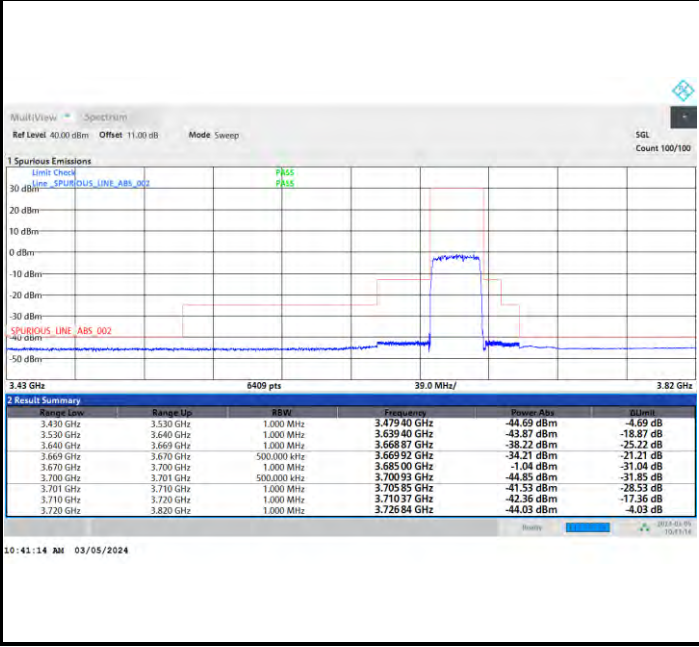 MultiView Spectrum
Ref Level 40.00 dBm Offset 11.00 dB Mode Sweep SGL
Count 100/100
1 Spurious Emissions
Limit Check PASS
Line _SPURIOUS_LINE_ABS_002 PASS
30 dBm
20 dBm
10 dBm
0 dBm
-10 dBm
-20 dBm
-30 dBm
SPURIOUS_LINE_ABS_002
-40 dBm
-50 dBm
3.43 GHz 6409 pts 39.0 MHz/ 3.82 GHz
2 Result Summary
Range Low Range Up RBW Frequency Power Abs ΔLimit
3.430 GHz 3.530 GHz 1.000 MHz 3.479 40 GHz -44.69 dBm -4.69 dB
3.530 GHz 3.640 GHz 1.000 MHz 3.639 40 GHz -43.87 dBm -18.87 dB
3.640 GHz 3.669 GHz 1.000 MHz 3.668 87 GHz -38.22 dBm -25.22 dB
3.669 GHz 3.670 GHz 500.000 kHz 3.669 92 GHz -34.21 dBm -21.21 dB
3.670 GHz 3.700 GHz 1.000 MHz 3.685 00 GHz -1.04 dBm -31.04 dB
3.700 GHz 3.701 GHz 500.000 kHz 3.700 93 GHz -44.85 dBm -31.85 dB
3.701 GHz 3.710 GHz 1.000 MHz 3.705 85 GHz -41.53 dBm -28.53 dB
3.710 GHz 3.720 GHz 1.000 MHz 3.710 37 GHz -42.36 dBm -17.36 dB
3.720 GHz 3.820 GHz 1.000 MHz 3.726 84 GHz -44.03 dBm -4.03 dB
Ready
10:41:14
10:41:14 AM 03/05/2024